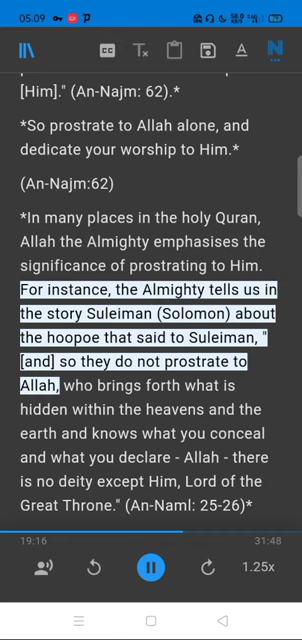 05.09
79
CC
[Him]." (An-Najm: 62).*
*So prostrate to Allah alone, and
dedicate your worship to Him.*
(An-Najm:62)
*In many places in the holy Quran,
Allah the Almighty emphasises the
significance of prostrating to Him.
For instance, the Almighty tells us in
the story Suleiman (Solomon) about
the hoopoe that said to Suleiman, "
[and] so they do not prostrate to
Allah, who brings forth what is
hidden within the heavens and the
earth and knows what you conceal
and what you declare - Allah - there
is no deity except Him, Lord of the
Great Throne." (An-Naml: 25-26)*
19:16 31:48
1.25x